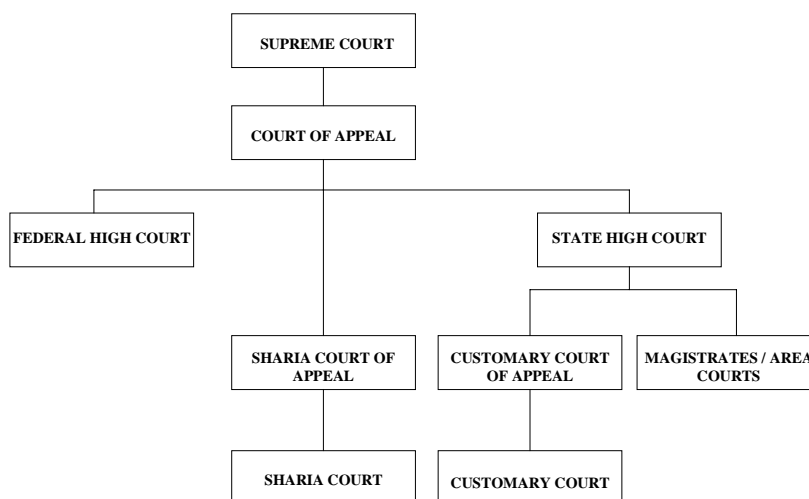 SUPREME COURT
COURT OF APPEAL
FEDERAL HIGH COURT
STATE HIGH COURT
SHARIA COURT OF
APPEAL
CUSTOMARY COURT
OF APPEAL
MAGISTRATES / AREA
COURTS
SHARIA COURT
CUSTOMARY COURT